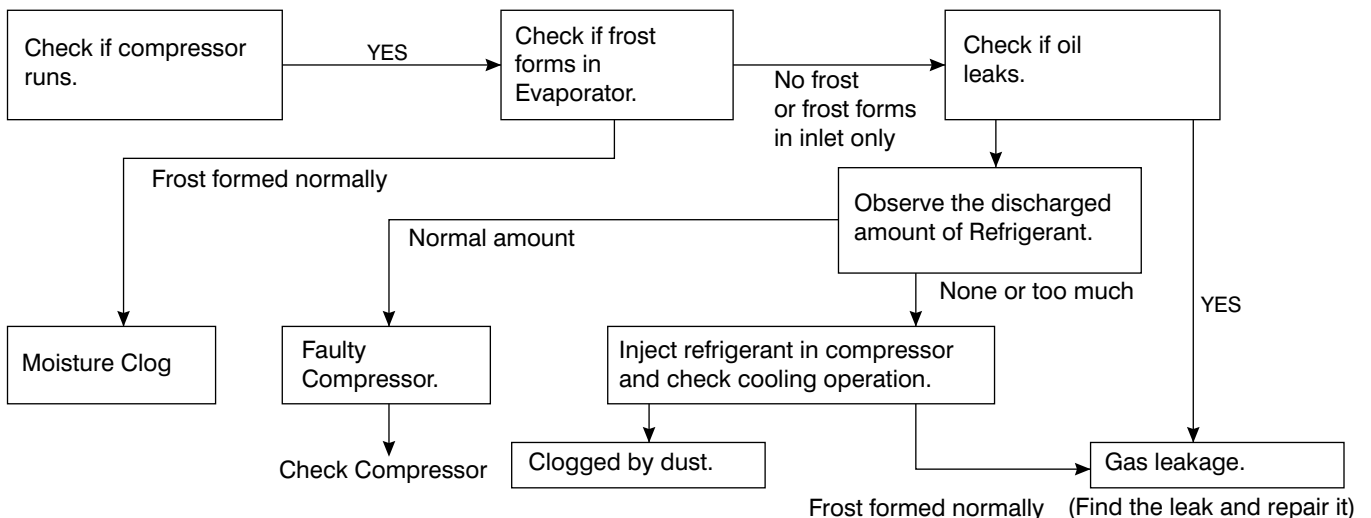 Check if compressor
runs.
YES
Check if frost
forms in
Evaporator.
No frost
or frost forms
in inlet only
Check if oil
leaks.
Frost formed normally
Observe the discharged
amount of Refrigerant.
Normal amount
None or too much
YES
Moisture Clog
Faulty
Compressor.
Inject refrigerant in compressor
and check cooling operation.
Check Compressor
Clogged by dust.
Gas leakage.
Frost formed normally
(Find the leak and repair it)